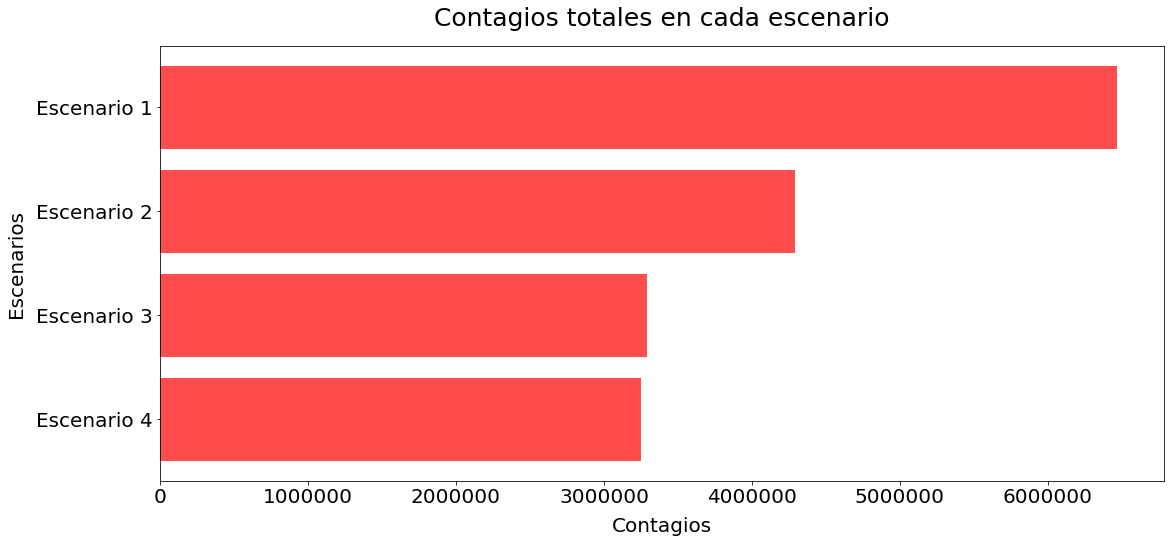 Contagios totales en cada escenario
Escenarios
Escenario 1
Escenario 2
Escenario 3
Escenario 4
0 1000000 2000000 3000000 4000000 5000000 6000000
Contagios